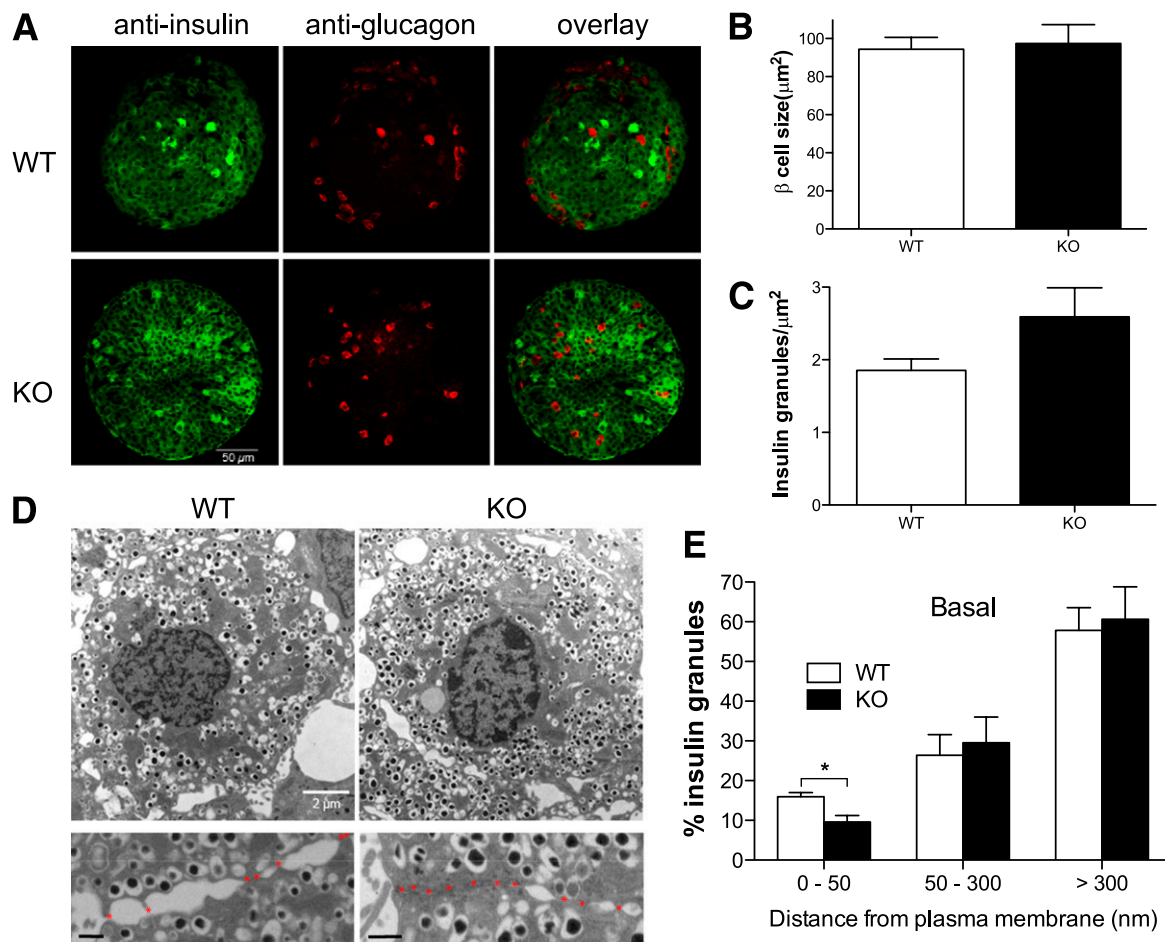 A
anti-insulin anti-glucagon overlay
WT
KO
50 µm
B
β cell size(µm²)
100
80
60
40
20
0
WT KO
C
Insulin granules/µm²
3
2
1
0
WT KO
D
WT KO
2 µm
E
% insulin granules
70
60
50
40
30
20
10
0
Basal
WT
KO
*
0 - 50 50 - 300 > 300
Distance from plasma membrane (nm)